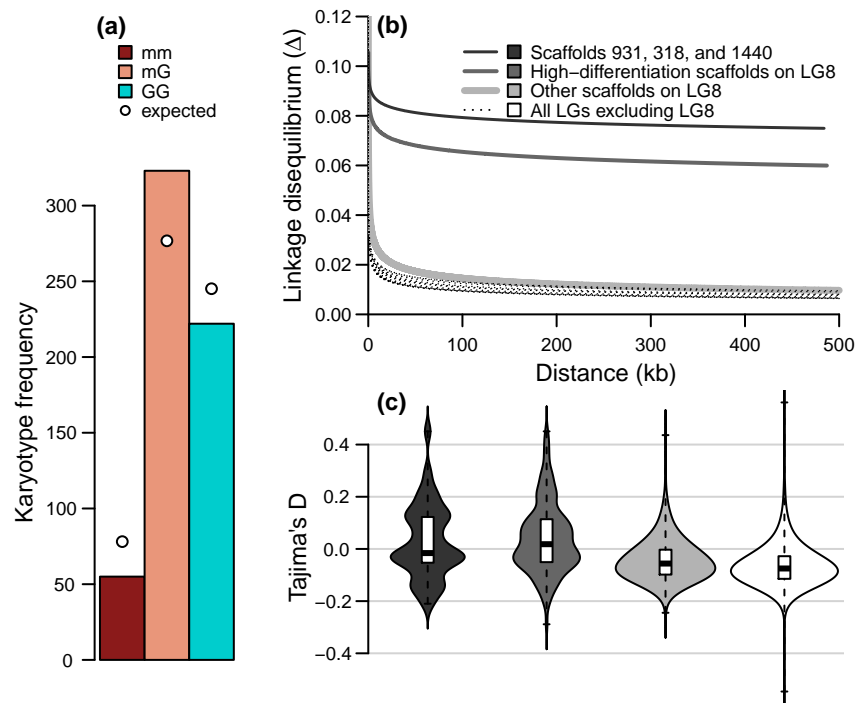 (a)
mm
mG
GG
expected
Karyotype frequency
300
250
200
150
100
50
0
(b)
Linkage disequilibrium (Δ)
0.12
0.10
0.08
0.06
0.04
0.02
0.00
Scaffolds 931, 318, and 1440
High−differentiation scaffolds on LG8
Other scaffolds on LG8
All LGs excluding LG8
0 100 200 300 400 500
Distance (kb)
(c)
Tajima's D
0.4
0.2
0.0
−0.2
−0.4